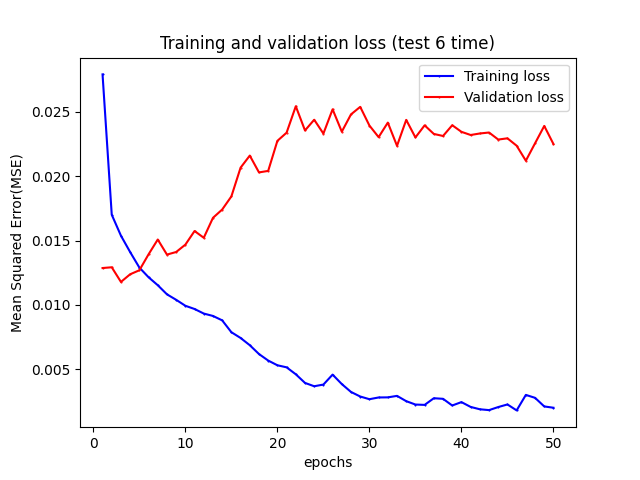 Training and validation loss (test 6 time)
Training loss
Validation loss
Mean Squared Error(MSE)
0.025
0.020
0.015
0.010
0.005
0
10
20
30
40
50
epochs